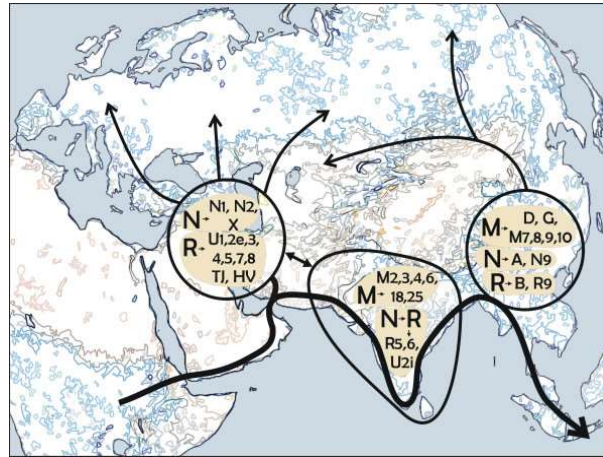 N→ N1, N2,
X
R→ U1,2e,3,
4,5,7,8
TJ, HV
M→ M2,3,4,6,
18,25
N→R
↓
R5,6,
U2i
M→ D, G,
M7,8,9,10
N→A, N9
R→B, R9